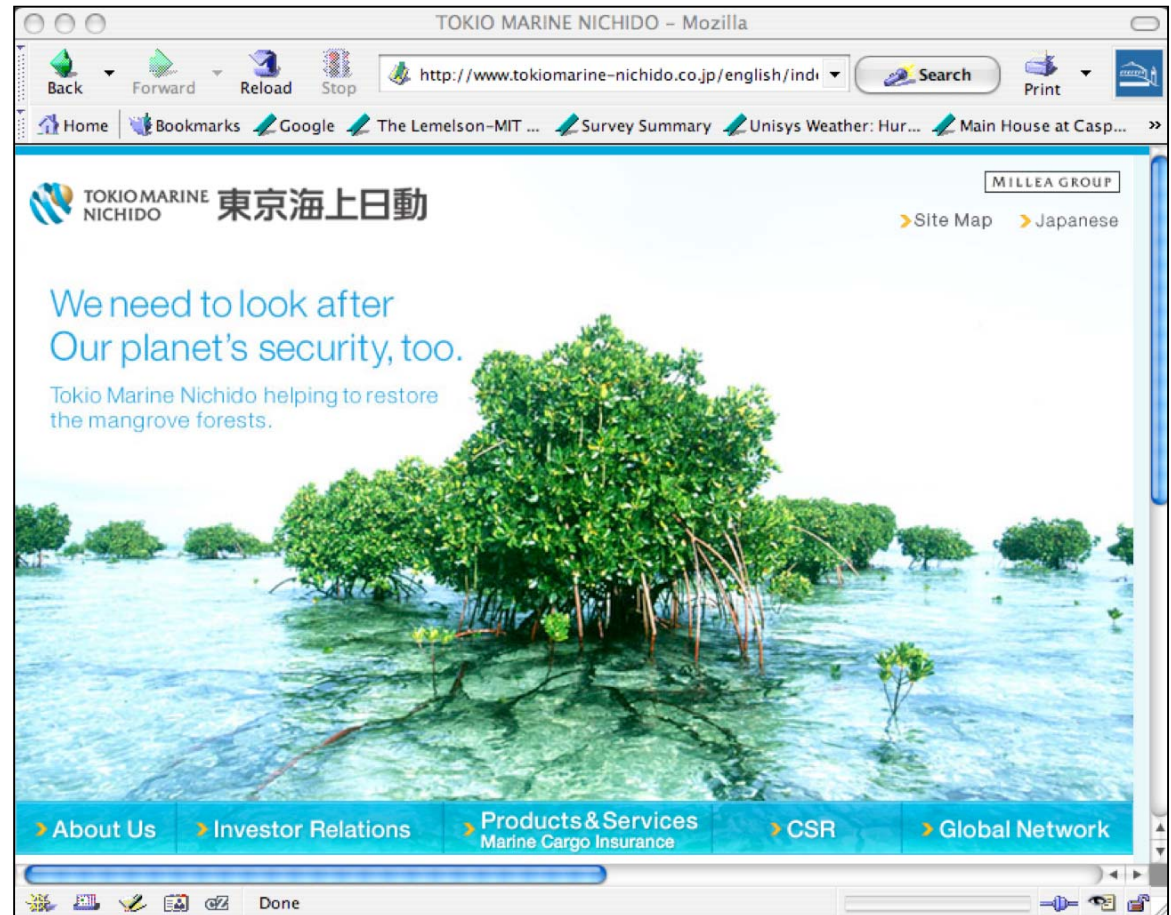 TOKIO MARINE NICHIDO – Mozilla
Back
Forward
Reload
Stop
http://www.tokiomarine-nichido.co.jp/english/ind
Search
Print
Home
Bookmarks
Google
The Lemelson-MIT ...
Survey Summary
Unisys Weather: Hur...
Main House at Casp...
»
TOKIO MARINE
NICHIDO
東京海上日動
MILLEA GROUP
Site Map
Japanese
We need to look after
Our planet's security, too.
Tokio Marine Nichido helping to restore
the mangrove forests.
About Us
Investor Relations
Products & Services
Marine Cargo Insurance
CSR
Global Network
Done